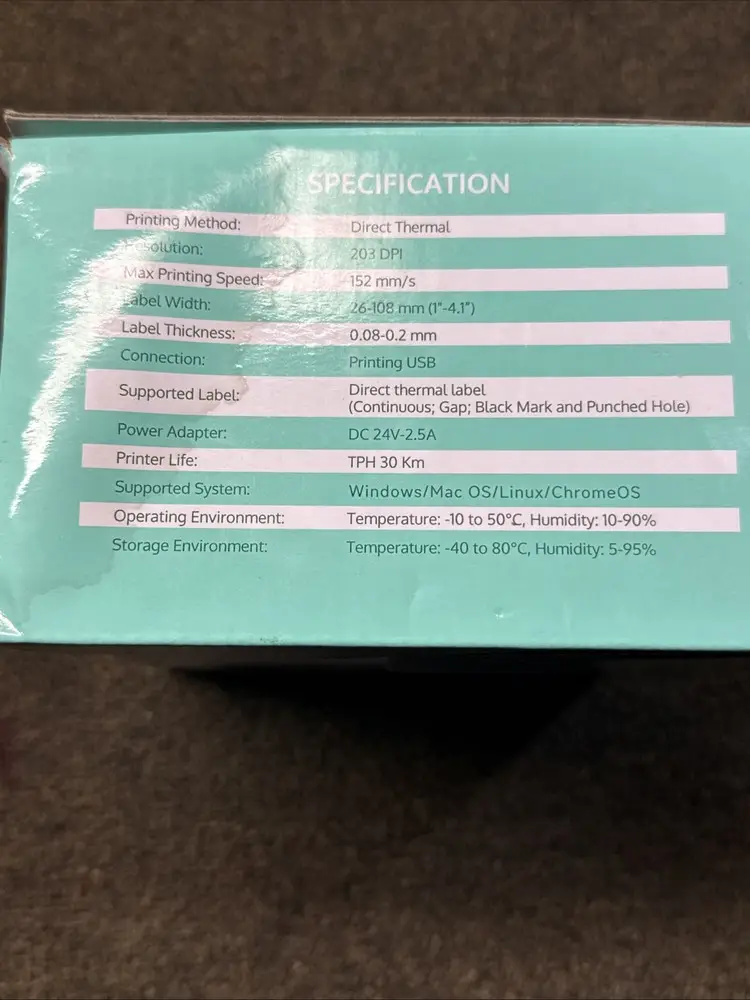 SPECIFICATION
Printing Method: Direct Thermal
Resolution: 203 DPI
Max Printing Speed: 152 mm/s
Label Width: 26-108 mm (1"-4.1")
Label Thickness: 0.08-0.2 mm
Connection: Printing USB
Supported Label: Direct thermal label
(Continuous; Gap; Black Mark and Punched Hole)
Power Adapter: DC 24V-2.5A
Printer Life: TPH 30 Km
Supported System: Windows/Mac OS/Linux/ChromeOS
Operating Environment: Temperature: -10 to 50°C, Humidity: 10-90%
Storage Environment: Temperature: -40 to 80°C, Humidity: 5-95%